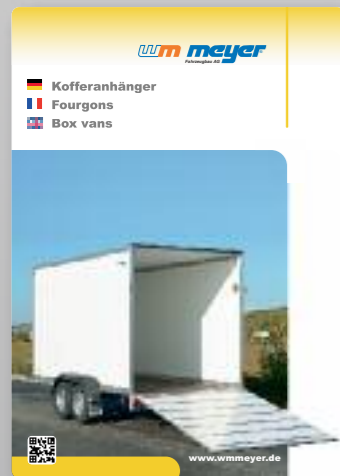 wm meyer
Fahrzeugbau AG
Kofferanhänger
Fourgons
Box vans
www.wmmeyer.de